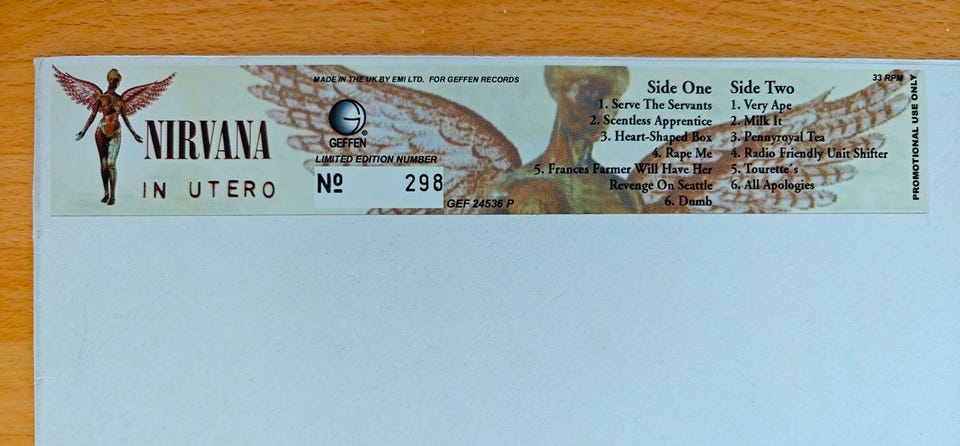 NIRVANA
IN UTERO
MADE IN THE UK BY EMI LTD. FOR GEFFEN RECORDS
G
GEFFEN®
LIMITED EDITION NUMBER
Nº 298
GEF 24536 P
Side One
1. Serve The Servants
2. Scentless Apprentice
3. Heart-Shaped Box
4. Rape Me
5. Frances Farmer Will Have Her
Revenge On Seattle
6. Dumb
Side Two
1. Very Ape
2. Milk It
3. Pennyroyal Tea
4. Radio Friendly Unit Shifter
5. Tourette's
6. All Apologies
33 RPM
PROMOTIONAL USE ONLY